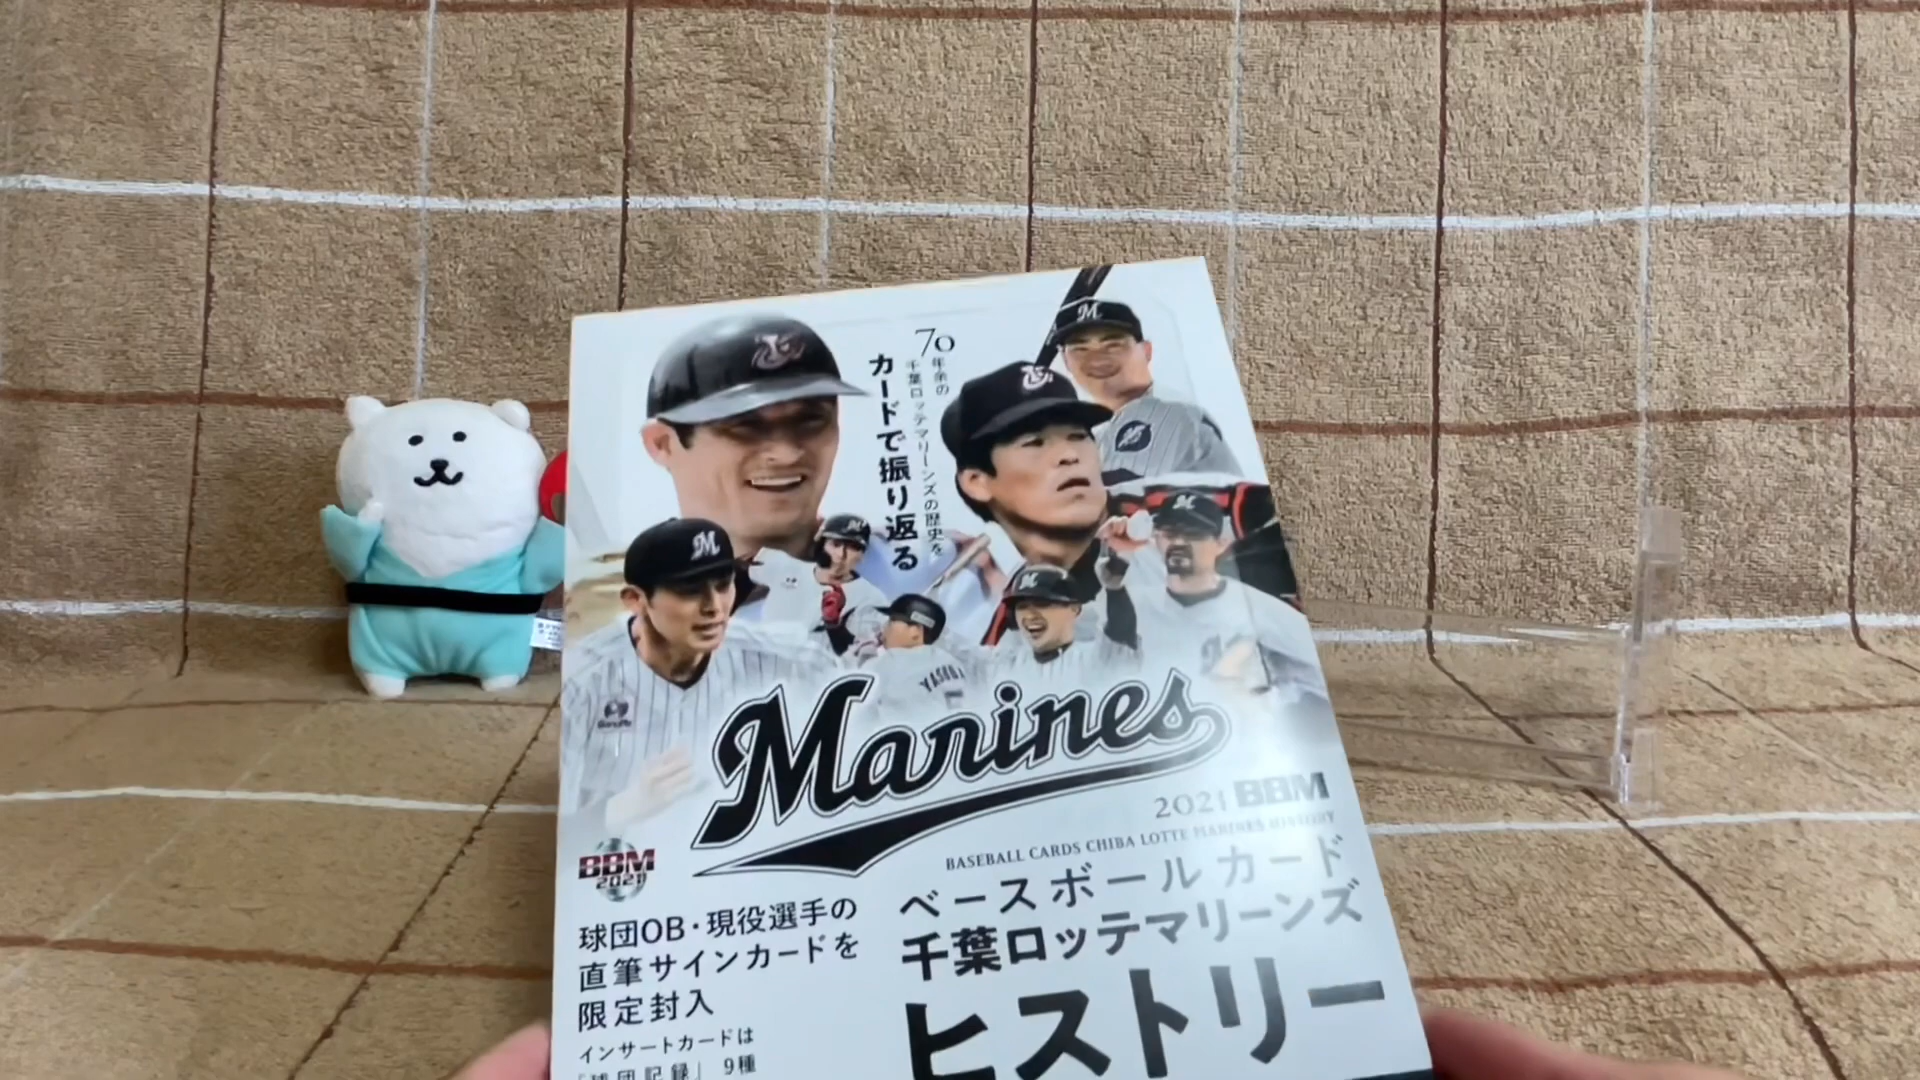 70年余の
千葉ロッテマリーンズの歴史を
カードで振り返る
M
M
M
M
YASUDA
Marines
2021 BBM
BASEBALL CARDS CHIBA LOTTE MARINES HISTORY
ベースボールカード
千葉ロッテマリーンズ
ヒストリー
BBM
2021
球団OB・現役選手の
直筆サインカードを
限定封入
インサートカードは
「球団記録」 9種